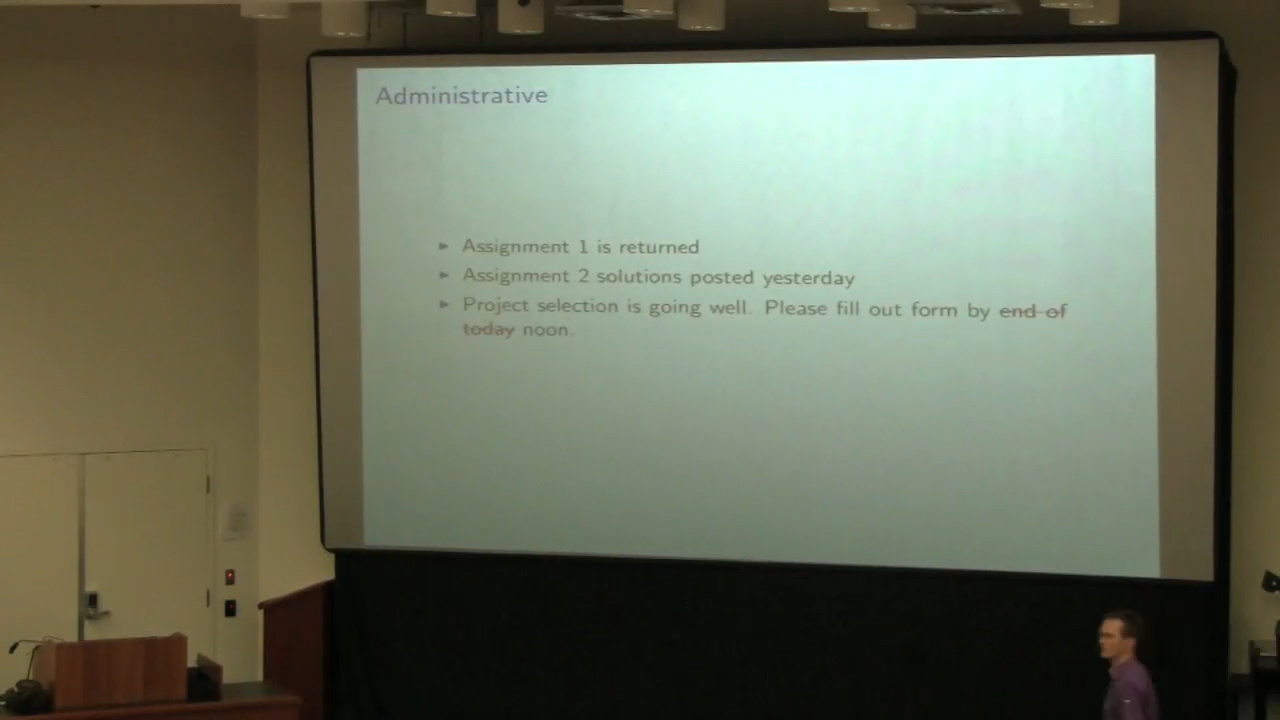 Administrative
► Assignment 1 is returned
► Assignment 2 solutions posted yesterday
► Project selection is going well. Please fill out form by end of
today noon.